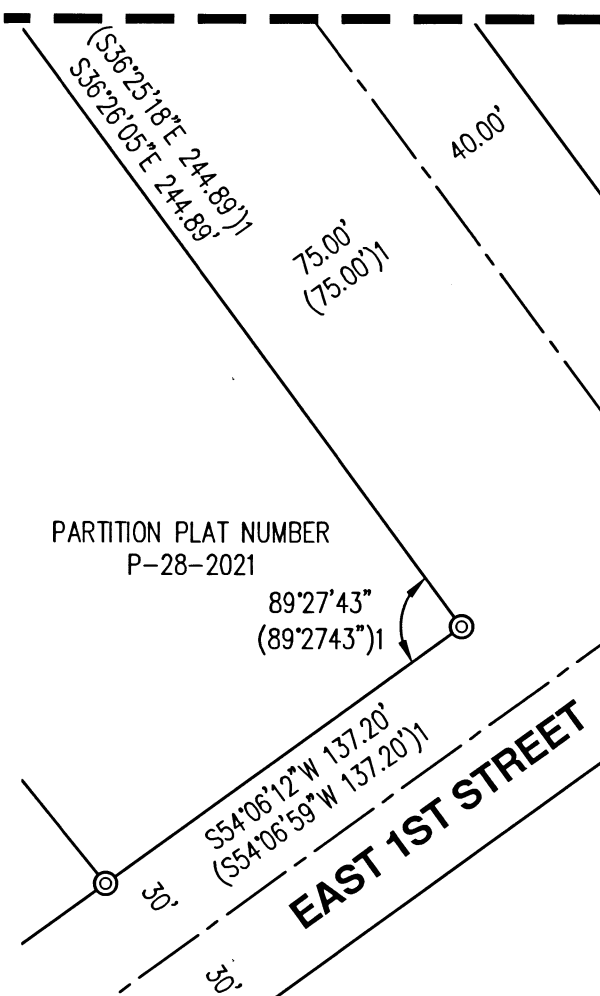 (S36°25'18"E 244.89')1
S36°26'05"E 244.89'
40.00'
75.00'
(75.00')1
PARTITION PLAT NUMBER
P-28-2021
89°27'43"
(89°2743")1
S54°06'12"W 137.20'
(S54°06'59"W 137.20')1
EAST 1ST STREET
30'
30'